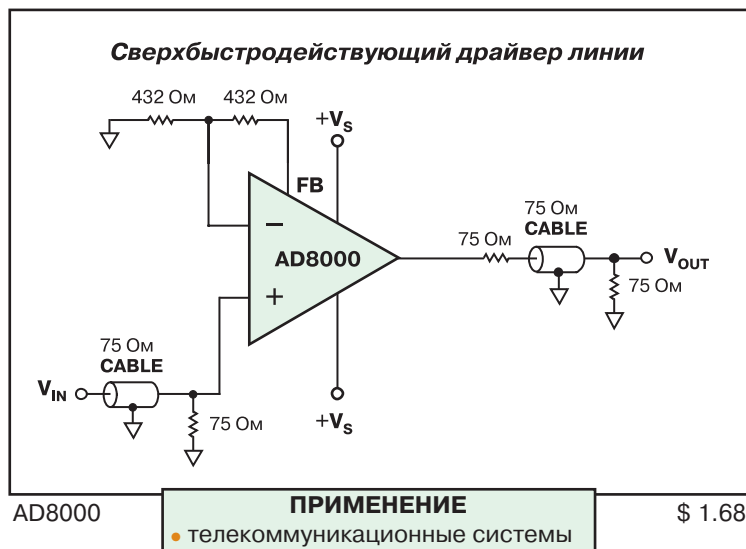 Сверхбыстродействующий драйвер линии
432 Ом 432 Ом
+VS
FB
−
AD8000
+
75 Ом
75 Ом
CABLE
VOUT
75 Ом
75 Ом
CABLE
VIN
75 Ом
+VS
AD8000
ПРИМЕНЕНИЕ
$ 1.68
• телекоммуникационные системы